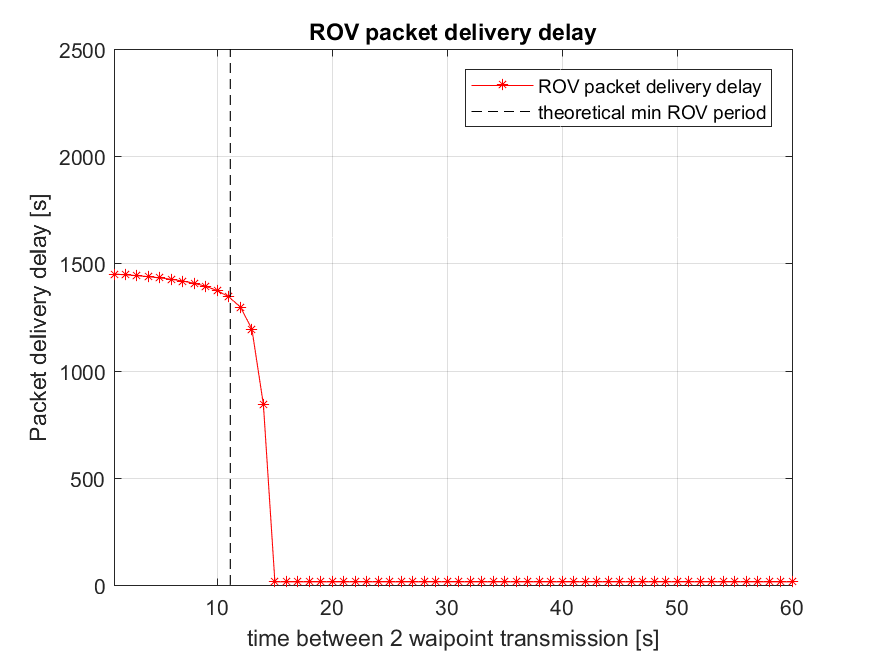 ROV packet delivery delay
2500
2000
1500
1000
500
0
Packet delivery delay [s]
ROV packet delivery delay
theoretical min ROV period
10
20
30
40
50
60
time between 2 waipoint transmission [s]